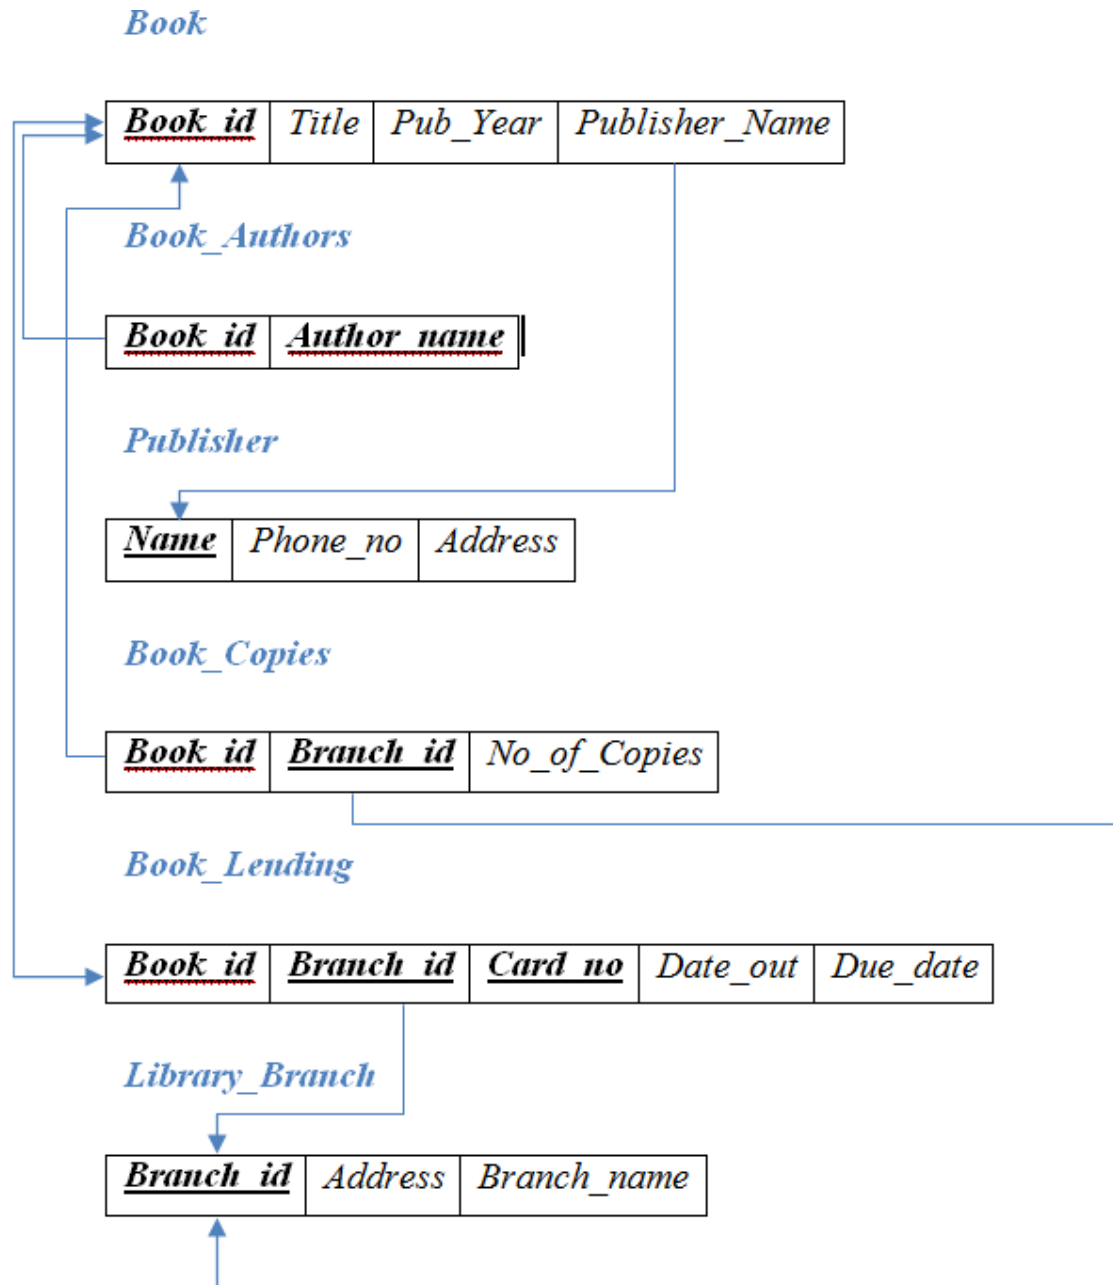 Book
Book_id Title Pub_Year Publisher_Name
Book_Authors
Book_id Author_name
Publisher
Name Phone_no Address
Book_Copies
Book_id Branch_id No_of_Copies
Book_Lending
Book_id Branch_id Card_no Date_out Due_date
Library_Branch
Branch_id Address Branch_name